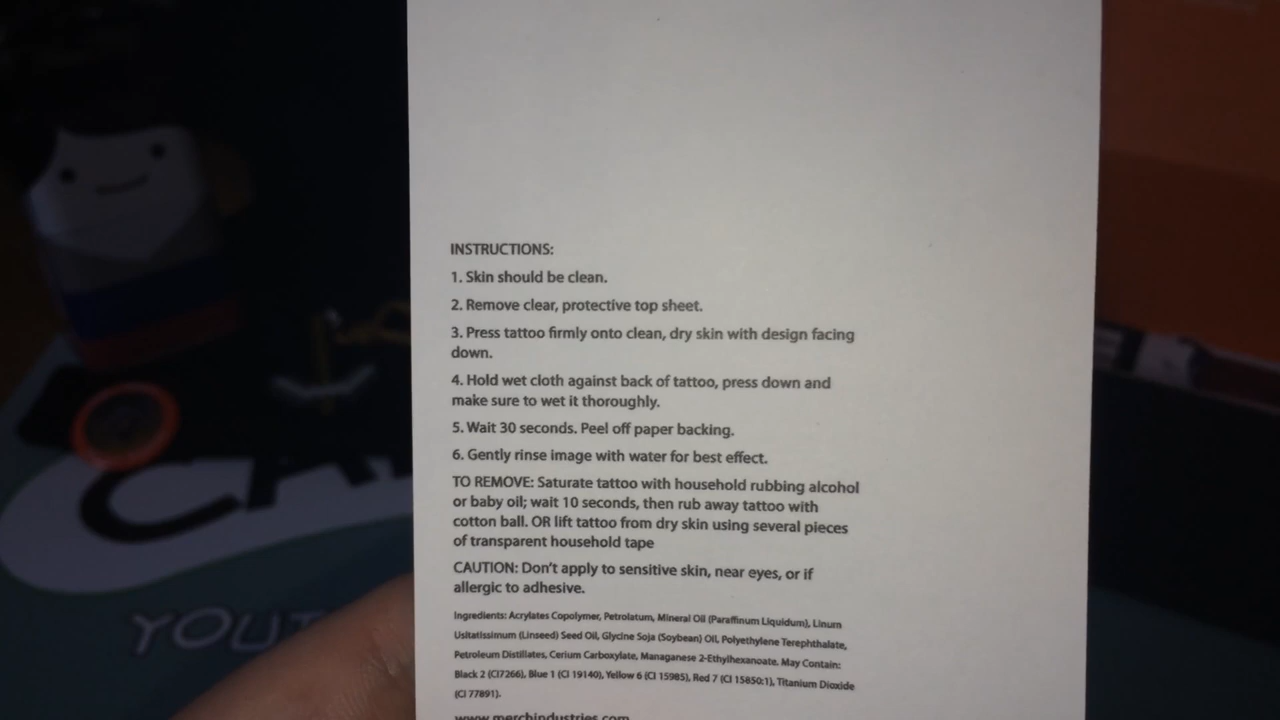 INSTRUCTIONS:
1. Skin should be clean.
2. Remove clear, protective top sheet.
3. Press tattoo firmly onto clean, dry skin with design facing
down.
4. Hold wet cloth against back of tattoo, press down and
make sure to wet it thoroughly.
5. Wait 30 seconds. Peel off paper backing.
6. Gently rinse image with water for best effect.
TO REMOVE: Saturate tattoo with household rubbing alcohol
or baby oil; wait 10 seconds, then rub away tattoo with
cotton ball. OR lift tattoo from dry skin using several pieces
of transparent household tape
CAUTION: Don't apply to sensitive skin, near eyes, or if
allergic to adhesive.
Ingredients: Acrylates Copolymer, Petrolatum, Mineral Oil (Paraffinum Liquidum), Linum
Usitatissimum (Linseed) Seed Oil, Glycine Soja (Soybean) Oil, Polyethylene Terephthalate,
Petroleum Distillates, Cerium Carboxylate, Managanese 2-Ethylhexanoate, May Contain:
Black 2 (CI7266), Blue 1 (CI 19140), Yellow 6 (CI 15985), Red 7 (CI 15850:1), Titanium Dioxide
(CI 77891).
www.merchindustries.com